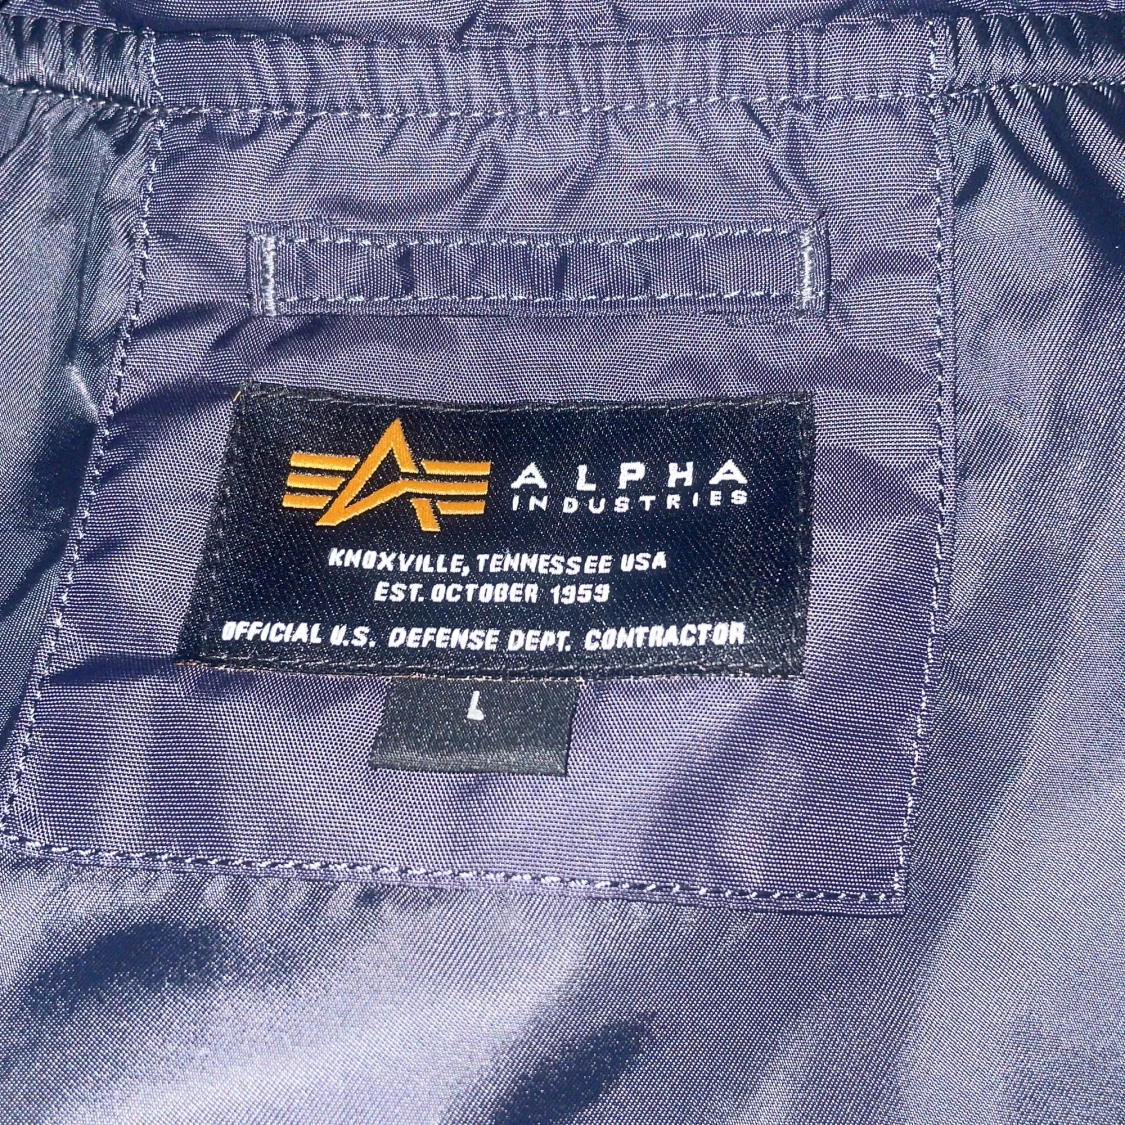 ALPHA
INDUSTRIES
KNOXVILLE, TENNESSEE USA
EST. OCTOBER 1959
OFFICIAL U.S. DEFENSE DEPT. CONTRACTOR
L